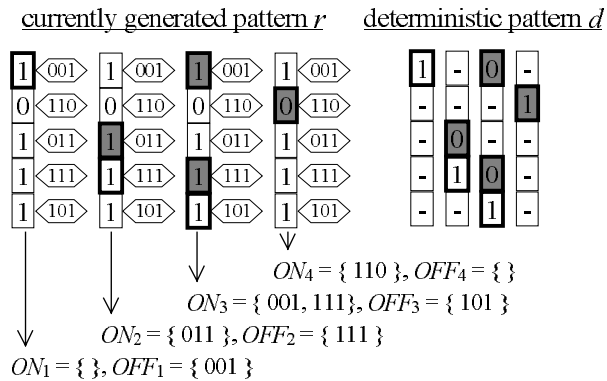 currently generated pattern r deterministic pattern d
1 001 1 001 1 001 1 001 1 - 0 -
0 110 0 110 0 110 0 110 - - - 1
1 011 1 011 1 011 1 011 - 0 - -
1 111 1 111 1 111 1 111 - 1 0 -
1 101 1 101 1 101 1 101 - - 1 -
ON4 = { 110 }, OFF4 = { }
ON3 = { 001, 111}, OFF3 = { 101 }
ON2 = { 011 }, OFF2 = { 111 }
ON1 = { }, OFF1 = { 001 }